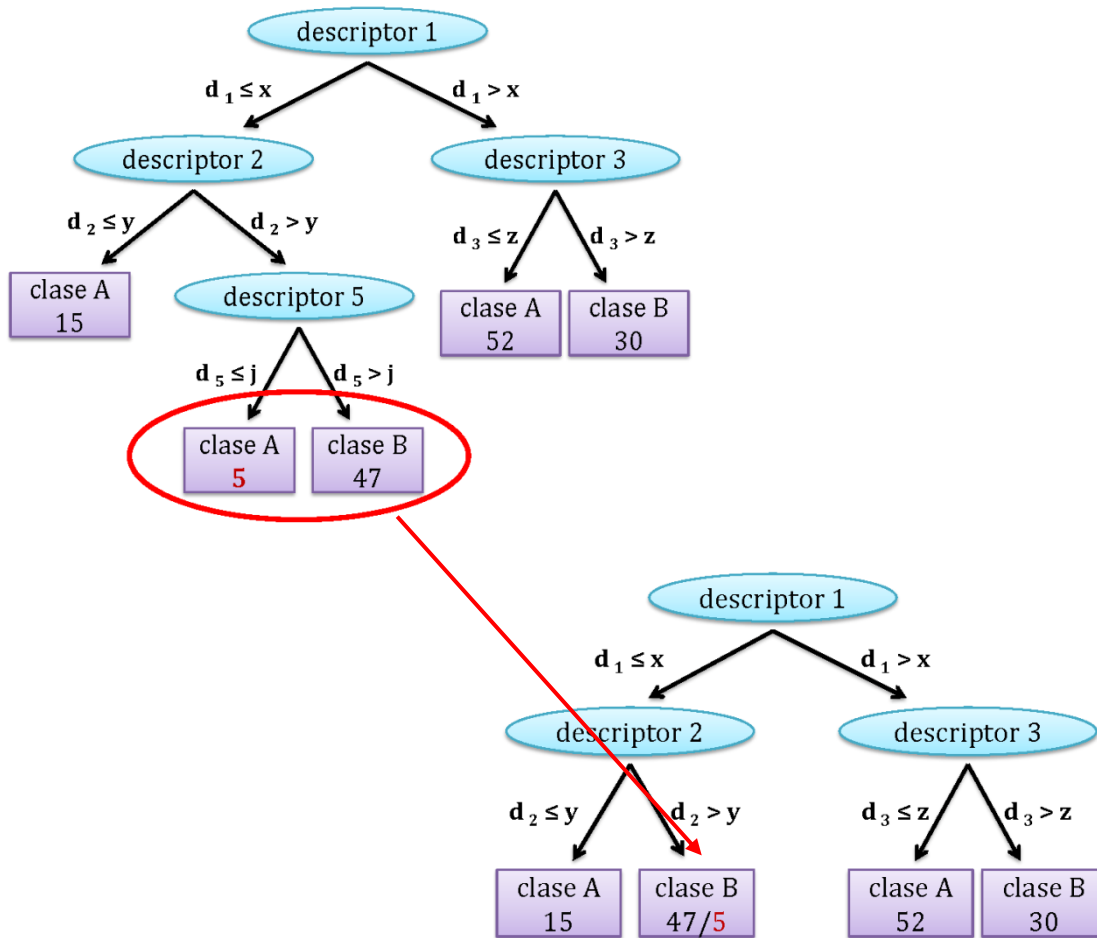 descriptor 1
d 1 ≤ x
d 1 > x
descriptor 2
descriptor 3
d 2 ≤ y
d 2 > y
d 3 ≤ z
d 3 > z
clase A
15
descriptor 5
clase A
52
clase B
30
d 5 ≤ j
d 5 > j
clase A
5
clase B
47
descriptor 1
d 1 ≤ x
d 1 > x
descriptor 2
descriptor 3
d 2 ≤ y
d 2 > y
d 3 ≤ z
d 3 > z
clase A
15
clase B
47/5
clase A
52
clase B
30